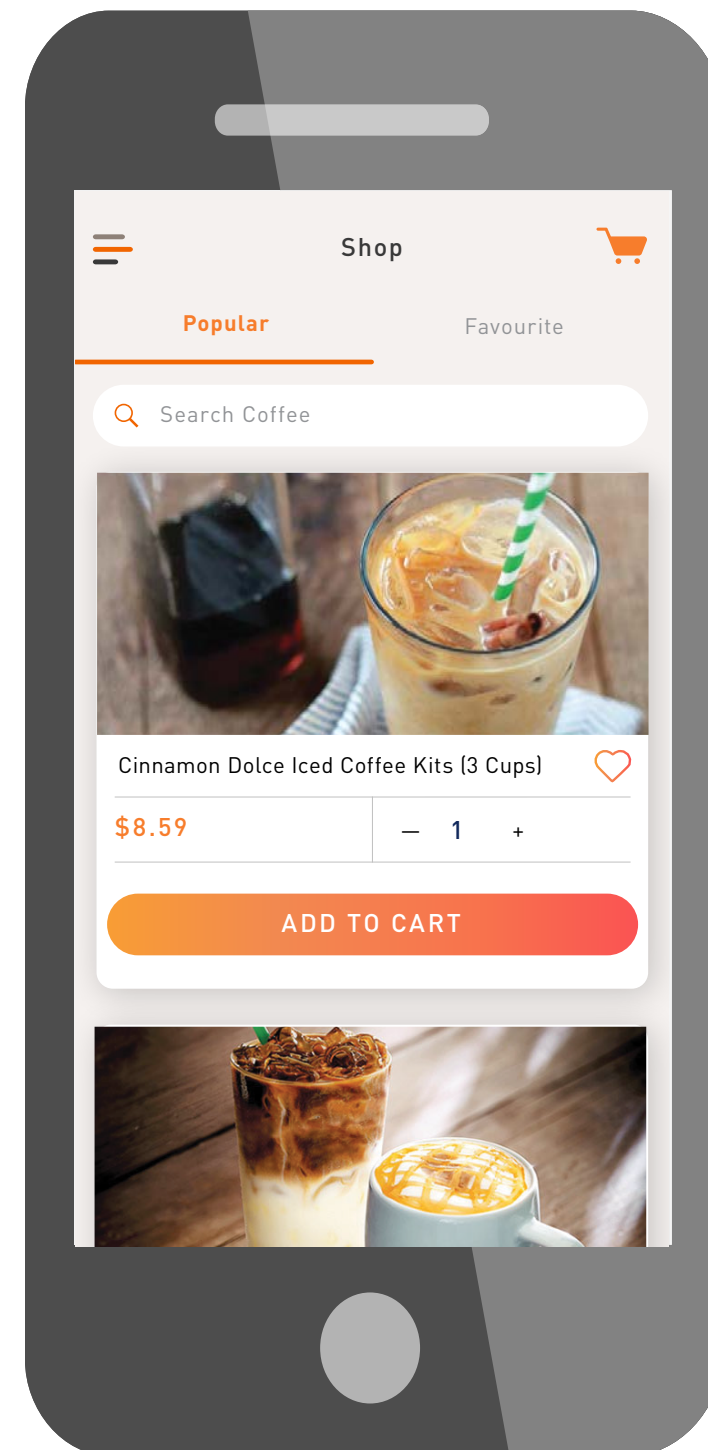 Shop
Popular
Favourite
Search Coffee
Cinnamon Dolce Iced Coffee Kits (3 Cups)
$8.59
— 1 +
ADD TO CART